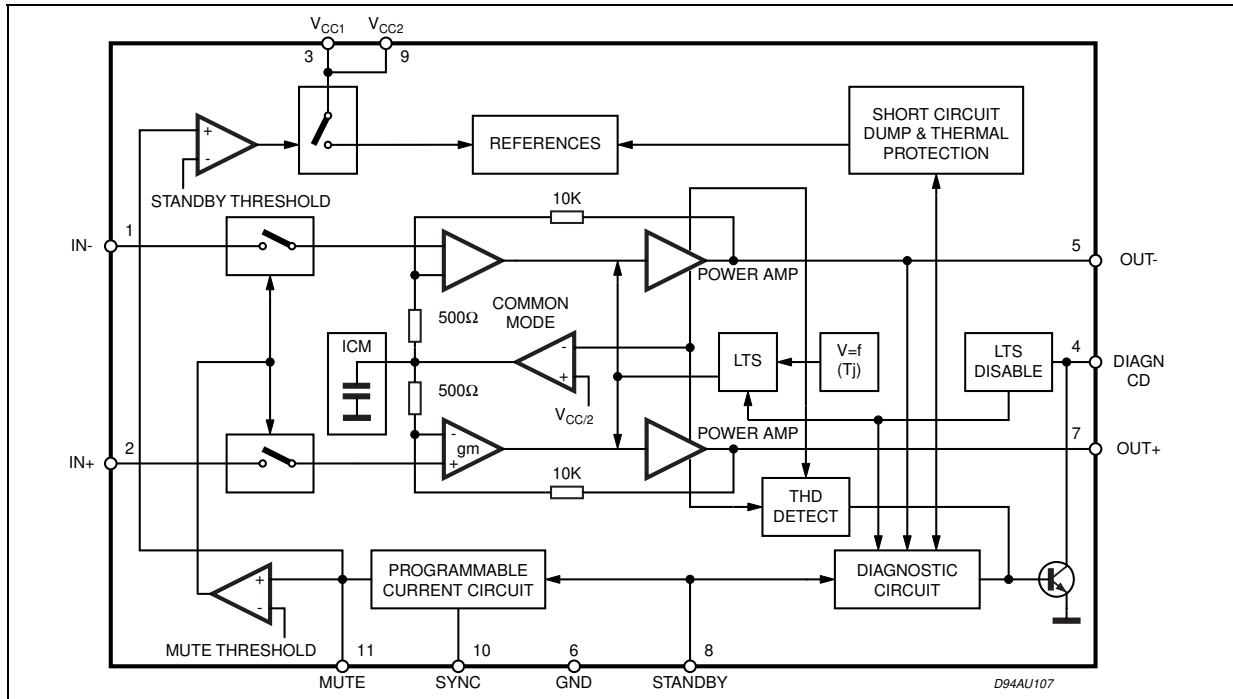 VCC1 VCC2
3 9
SHORT CIRCUIT
DUMP & THERMAL
PROTECTION
+
-
REFERENCES
STANDBY THRESHOLD
10K
IN- 1
5 OUT-
POWER AMP
COMMON
MODE
500Ω
ICM
-
+
LTS
V=f
(Tj)
LTS
DISABLE
4 DIAGN
CD
500Ω
VCC/2
POWER AMP
7 OUT+
-
gm
+
IN+ 2
10K
THD
DETECT
PROGRAMMABLE
CURRENT CIRCUIT
DIAGNOSTIC
CIRCUIT
+
-
MUTE THRESHOLD
11 10 6 8
MUTE SYNC GND STANDBY
D94AU107